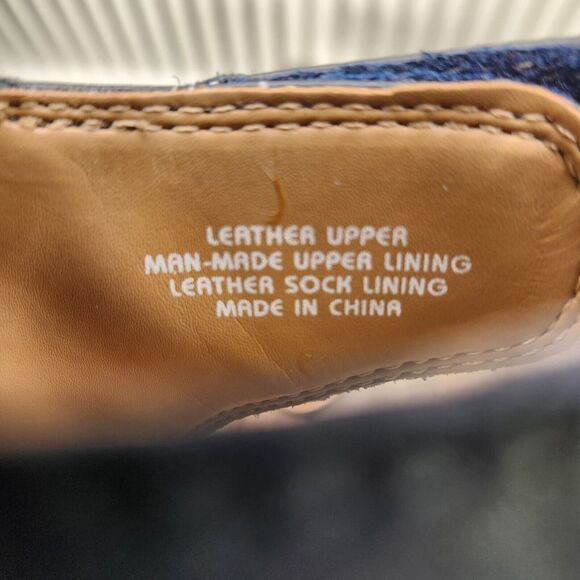 LEATHER UPPER
MAN-MADE UPPER LINING
LEATHER SOCK LINING
MADE IN CHINA